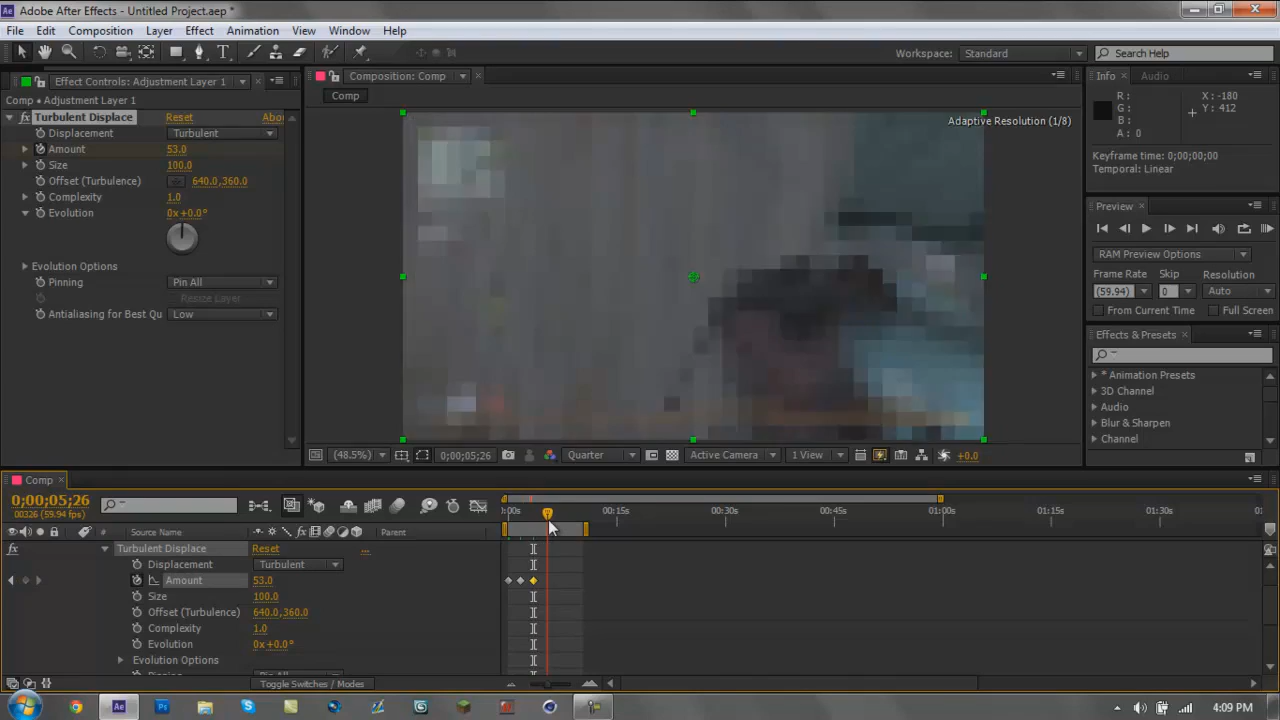 Adobe After Effects - Untitled Project.aep *
File Edit Composition Layer Effect Animation View Window Help
Workspace: Standard Search Help
Effect Controls: Adjustment Layer 1
Comp • Adjustment Layer 1
fx Turbulent Displace Reset Abou
Displacement Turbulent
Amount 53.0
Size 100.0
Offset (Turbulence) 640.0,360.0
Complexity 1.0
Evolution 0x+0.0°
Evolution Options
Pinning Pin All
Resize Layer
Antialiasing for Best Qu Low
Composition: Comp
Comp
Adaptive Resolution (1/8)
(48.5%) 0;00;05;26 Quarter Active Camera 1 View +0.0
Info Audio
R : X : -180
G : Y : 412
B :
A : 0
Keyframe time: 0;00;00;00
Temporal: Linear
Preview
RAM Preview Options
Frame Rate Skip Resolution
(59.94) 0 Auto
From Current Time Full Screen
Effects & Presets
* Animation Presets
3D Channel
Audio
Blur & Sharpen
Channel
Comp
0;00;05;26
00326 (59.94 fps)
# Source Name Parent
:00s 00:15s 00:30s 00:45s 01:00s 01:15s 01:30s
fx Turbulent Displace Reset ...
Displacement Turbulent
Amount 53.0
Size 100.0
Offset (Turbulence) 640.0,360.0
Complexity 1.0
Evolution 0x+0.0°
Evolution Options
Toggle Switches / Modes
4:09 PM